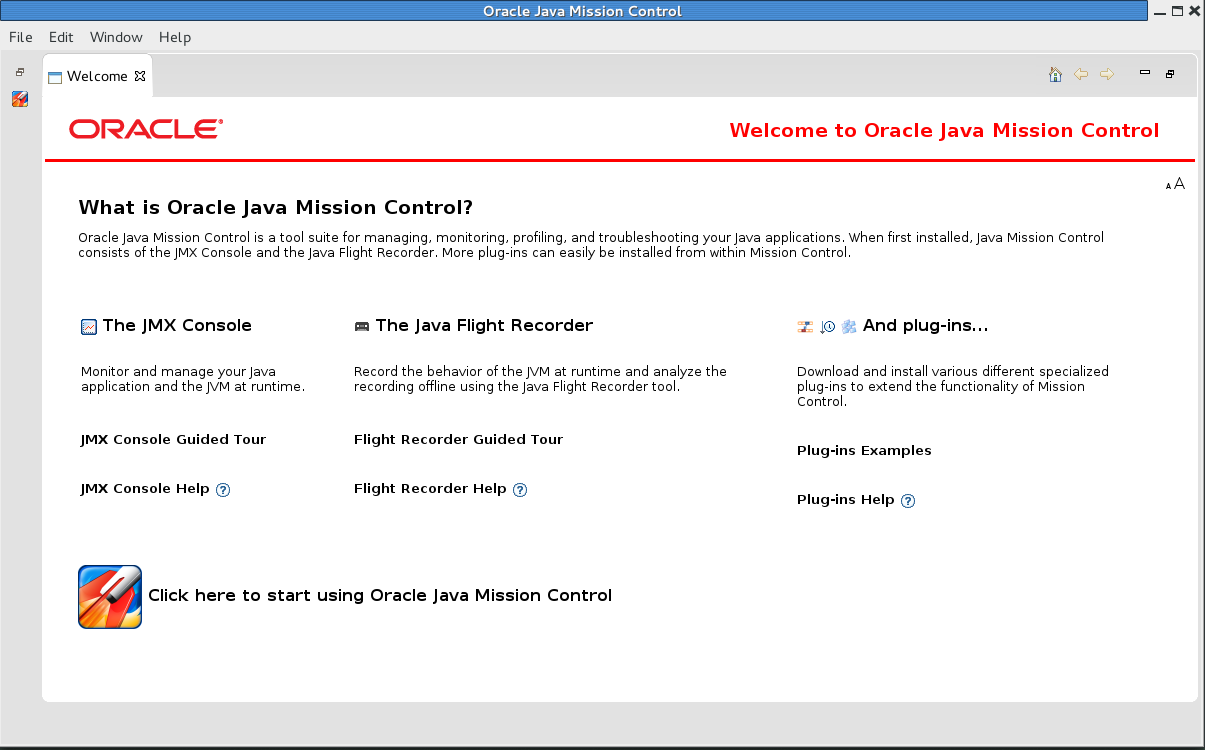 Oracle Java Mission Control
File Edit Window Help
Welcome
ORACLE®
Welcome to Oracle Java Mission Control
A A
What is Oracle Java Mission Control?
Oracle Java Mission Control is a tool suite for managing, monitoring, profiling, and troubleshooting your Java applications. When first installed, Java Mission Control
consists of the JMX Console and the Java Flight Recorder. More plug-ins can easily be installed from within Mission Control.
The JMX Console
Monitor and manage your Java
application and the JVM at runtime.
JMX Console Guided Tour
JMX Console Help ?
The Java Flight Recorder
Record the behavior of the JVM at runtime and analyze the
recording offline using the Java Flight Recorder tool.
Flight Recorder Guided Tour
Flight Recorder Help ?
And plug-ins...
Download and install various different specialized
plug-ins to extend the functionality of Mission
Control.
Plug-ins Examples
Plug-ins Help ?
Click here to start using Oracle Java Mission Control